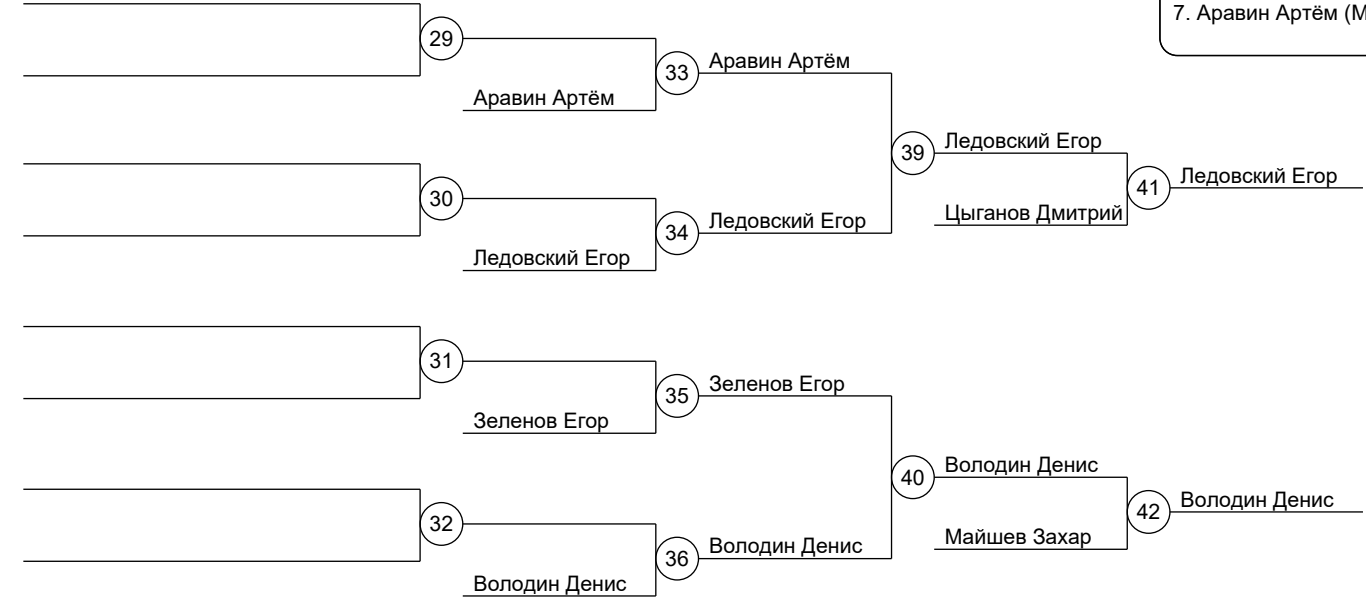 7. Аравин Артём (М
29
33
Аравин Артём
Аравин Артём
39
Ледовский Егор
41
Ледовский Егор
30
34
Ледовский Егор
Цыганов Дмитрий
Ледовский Егор
31
35
Зеленов Егор
Зеленов Егор
40
Володин Денис
42
Володин Денис
32
36
Володин Денис
Майшев Захар
Володин Денис